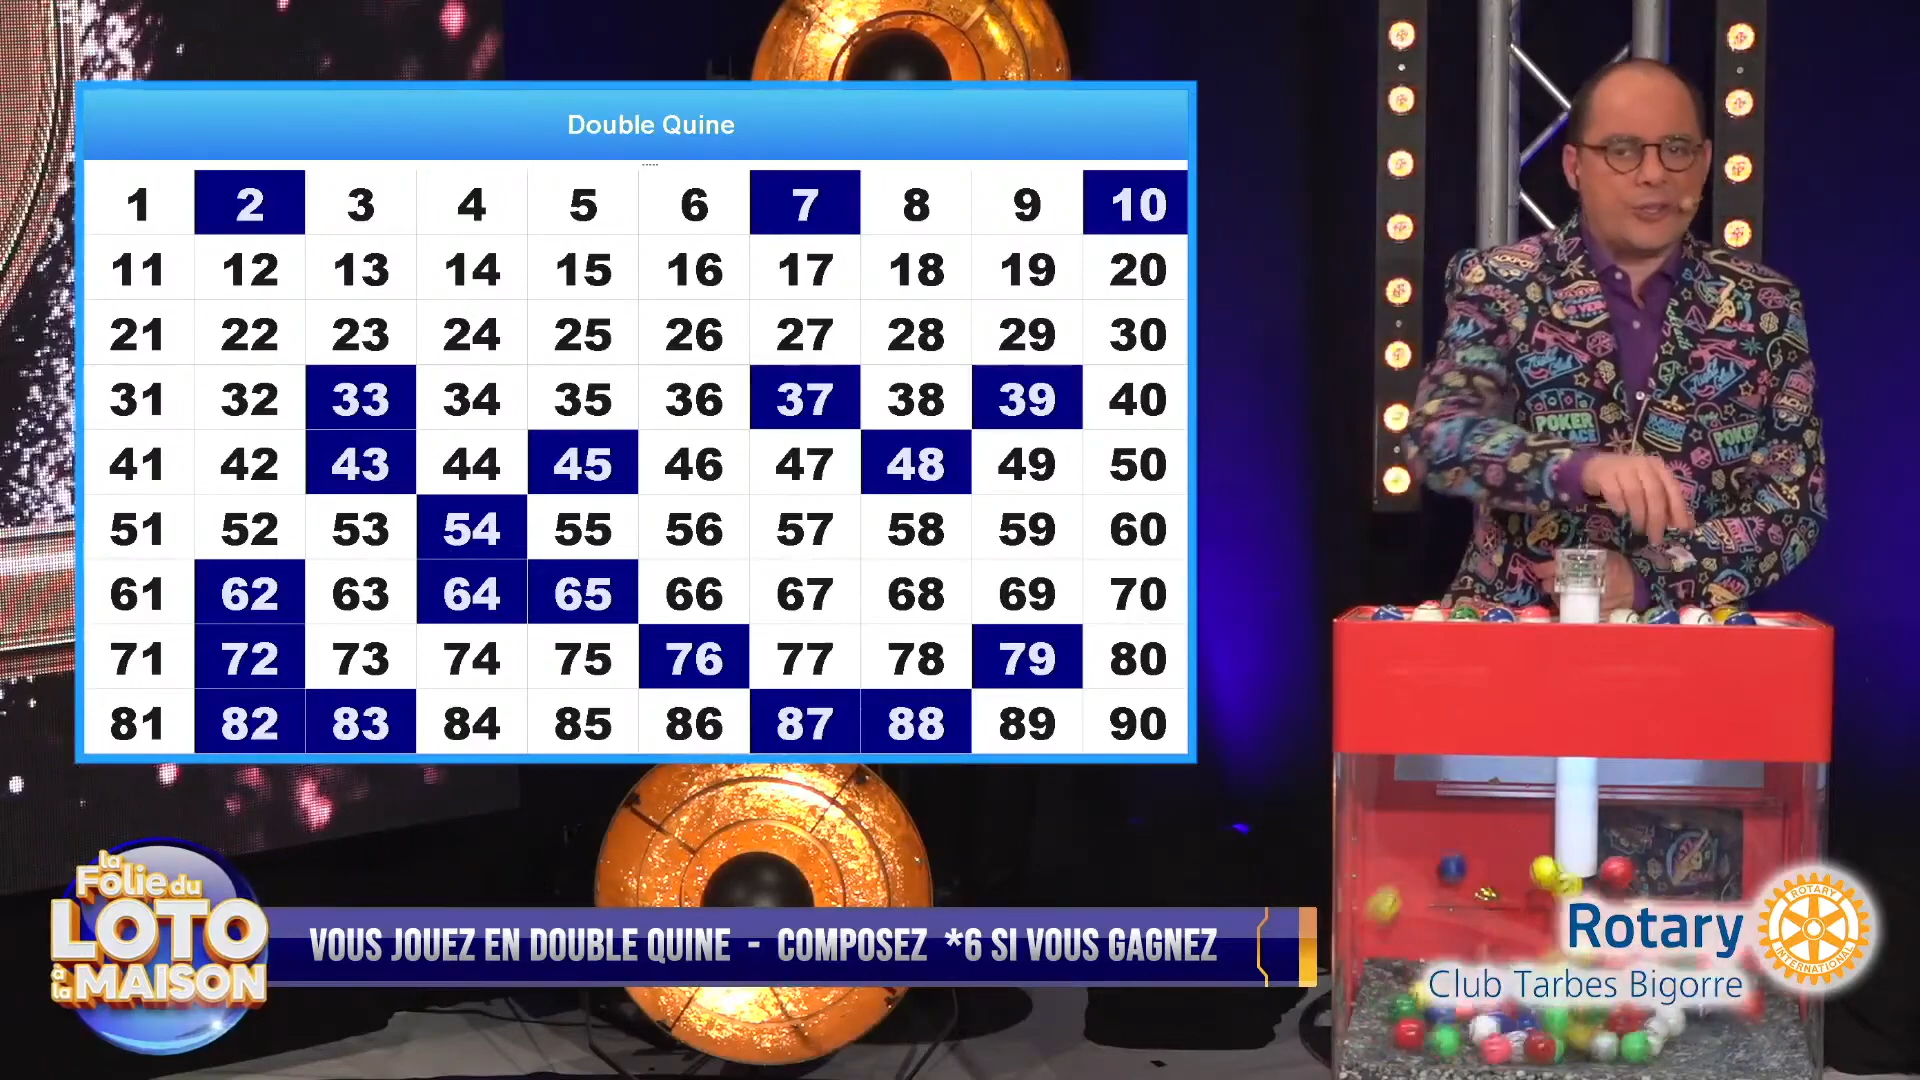 Double Quine
1 2 3 4 5 6 7 8 9 10
11 12 13 14 15 16 17 18 19 20
21 22 23 24 25 26 27 28 29 30
31 32 33 34 35 36 37 38 39 40
41 42 43 44 45 46 47 48 49 50
51 52 53 54 55 56 57 58 59 60
61 62 63 64 65 66 67 68 69 70
71 72 73 74 75 76 77 78 79 80
81 82 83 84 85 86 87 88 89 90
POKER
POKER
la
Folie du
LOTO
à la MAISON
VOUS JOUEZ EN DOUBLE QUINE - COMPOSEZ *6 SI VOUS GAGNEZ
Rotary
Club Tarbes Bigorre
ROTARY
INTERNATIONAL